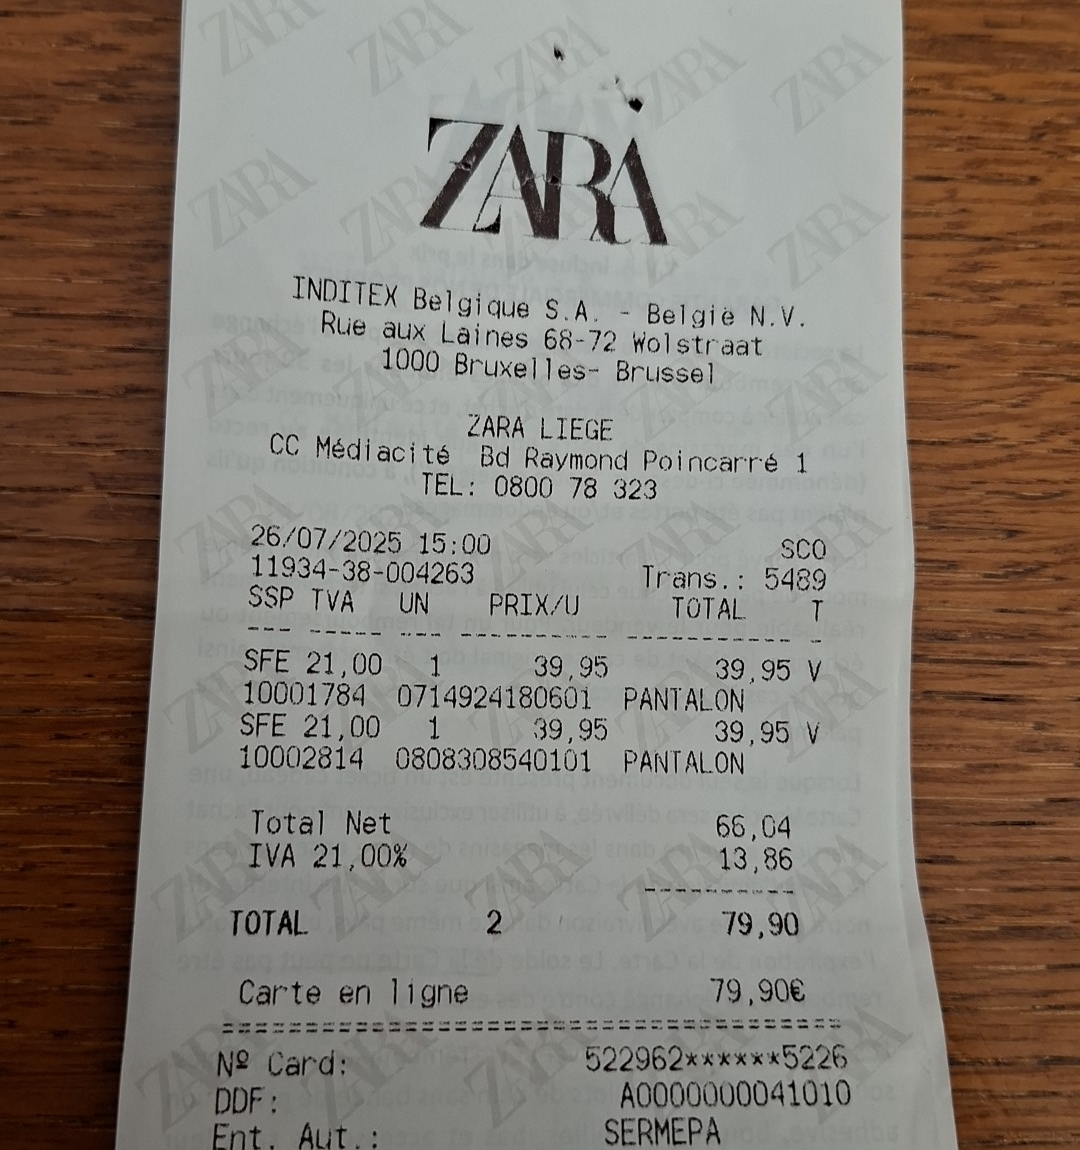 ZARA
INDITEX Belgique S.A. - België N.V.
Rue aux Laines 68-72 Wolstraat
1000 Bruxelles- Brussel
ZARA LIEGE
CC Médiacité Bd Raymond Poincarré 1
TEL: 0800 78 323
26/07/2025 15:00 SCO
11934-38-004263 Trans.: 5489
SSP TVA UN PRIX/U TOTAL T
--- ----- --- ---------- ----------- -
SFE 21,00 1 39,95 39,95 V
10001784 0714924180601 PANTALON
SFE 21,00 1 39,95 39,95 V
10002814 0808308540101 PANTALON
Total Net 66,04
IVA 21,00% 13,86
----------
TOTAL 2 79,90
Carte en ligne 79,90€
========================================
Nº Card: 522962******5226
DDF: A0000000041010
Ent. Aut.: SERMEPA